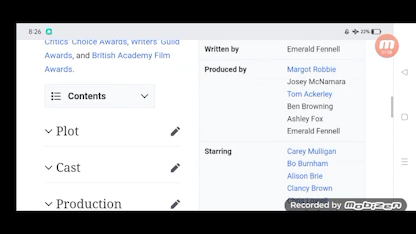 8:26
22%
Critics' Choice Awards, Writers' Guild
Awards, and British Academy Film
Awards.
Contents
Plot
Cast
Production
Written by Emerald Fennell
Produced by Margot Robbie
Josey McNamara
Tom Ackerley
Ben Browning
Ashley Fox
Emerald Fennell
Starring Carey Mulligan
Bo Burnham
Alison Brie
Clancy Brown
Recorded by Mobizen